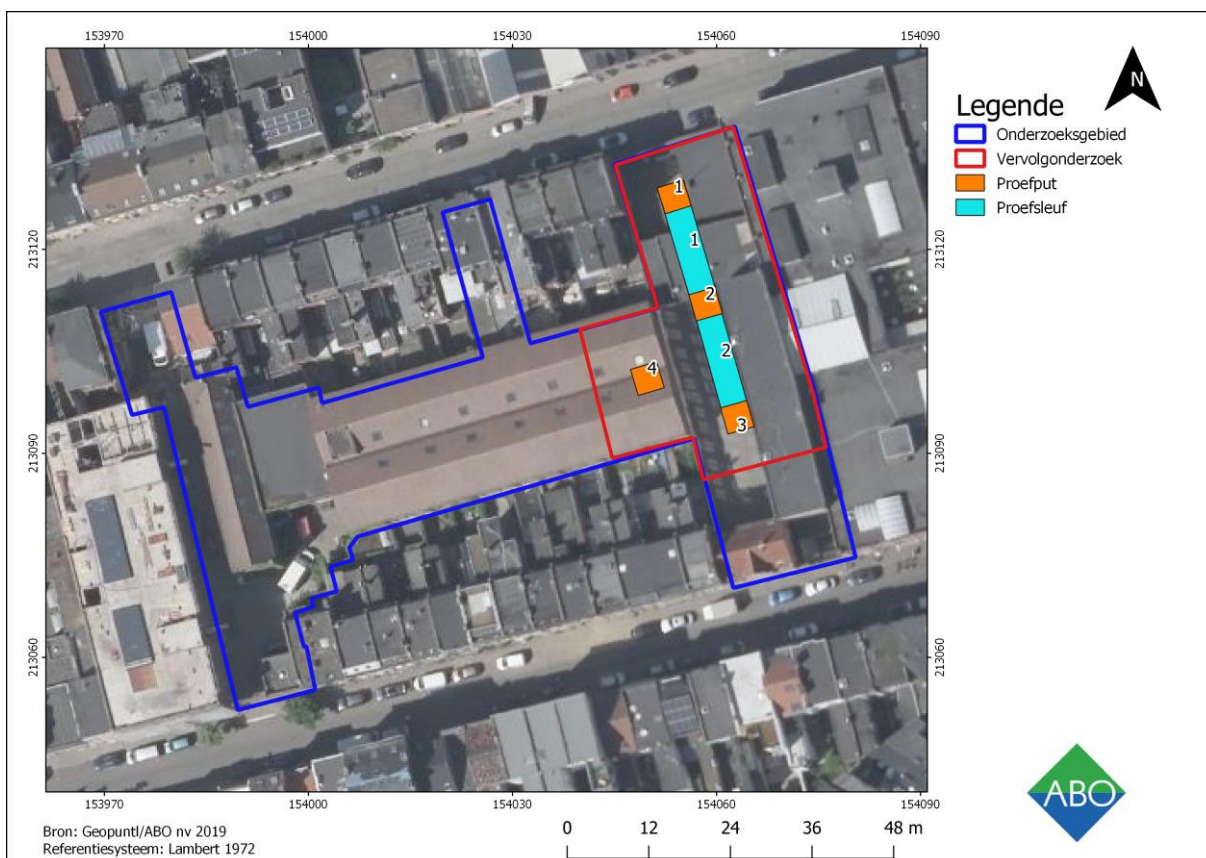 153970 154000 154030 154060 154090
N
Legende
Onderzoeksgebied
Vervolgonderzoek
Proefput
Proefsleuf
1
1
2
2
3
4
213120
213120
213090
213090
213060
213060
153970 154000 154030 154060 154090
Bron: Geopuntl/ABO nv 2019
Referentiesysteem: Lambert 1972
0 12 24 36 48 m
ABO